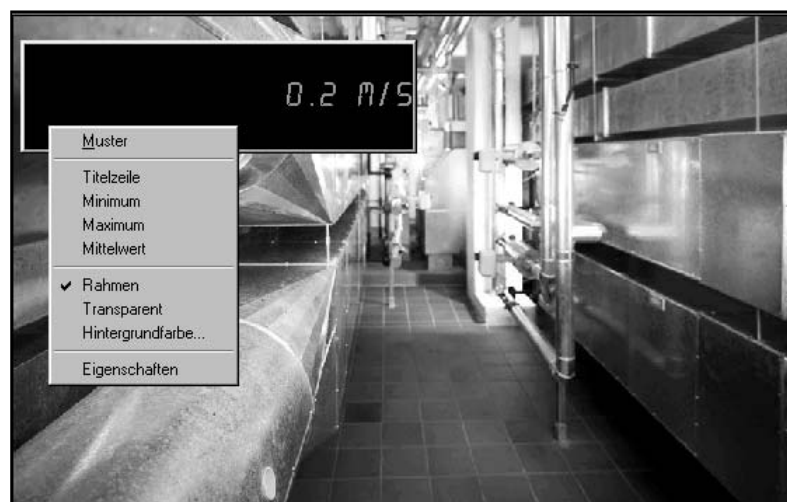 0.2 M/S
Muster
Titelzeile
Minimum
Maximum
Mittelwert
Rahmen
Transparent
Hintergrundfarbe...
Eigenschaften